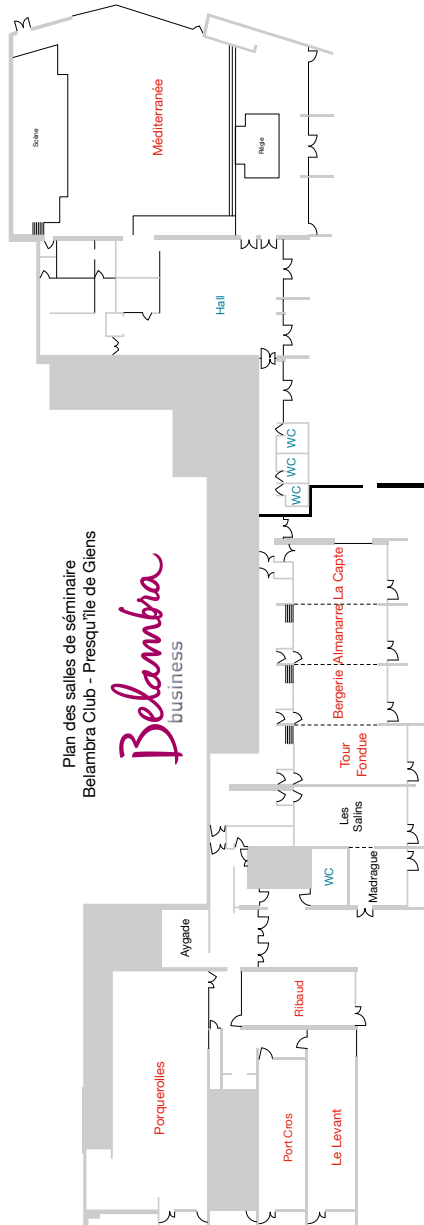 Plan des salles de séminaire
Belambra Club - Presqu'île de Giens
Belambra
business
Scène
Méditerranée
Régie
Hall
WC
WC
WC
La Capte
Almanarre
Bergerie
Tour
Fondue
Les
Salins
WC
Madrague
Aygade
Ribaud
Porquerolles
Port Cros
Le Levant